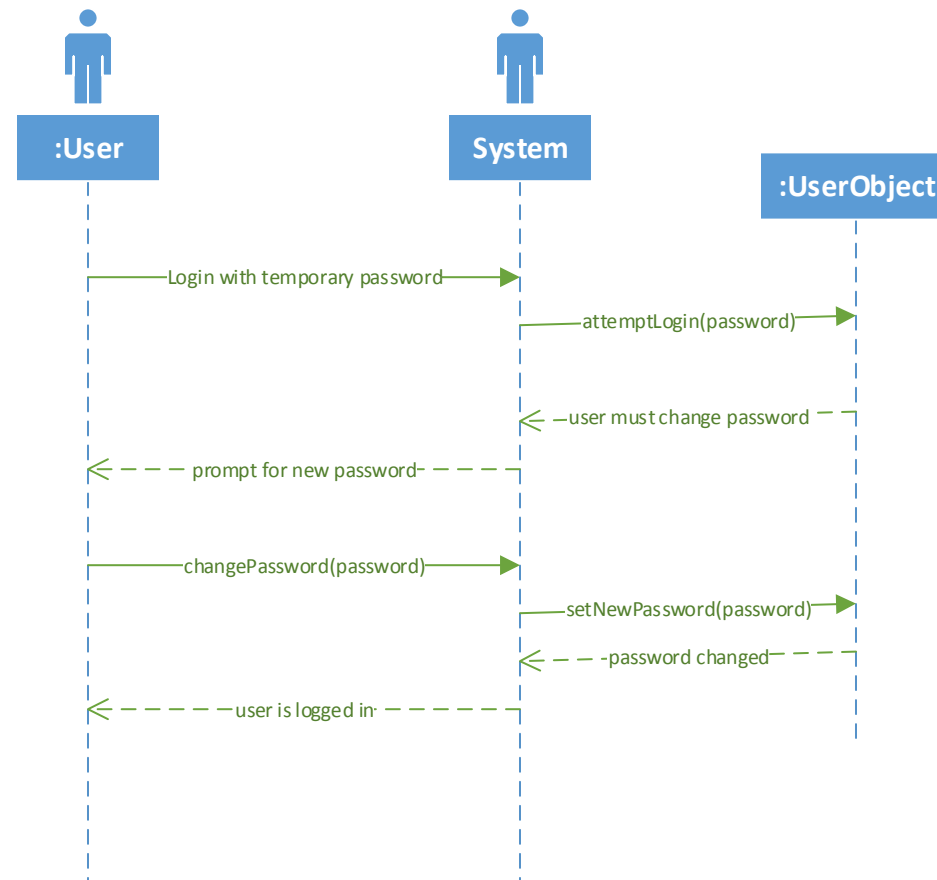 :User
System
:UserObject
Login with temporary password
attemptLogin(password)
user must change password
prompt for new password
changePassword(password)
setNewPassword(password)
password changed
user is logged in